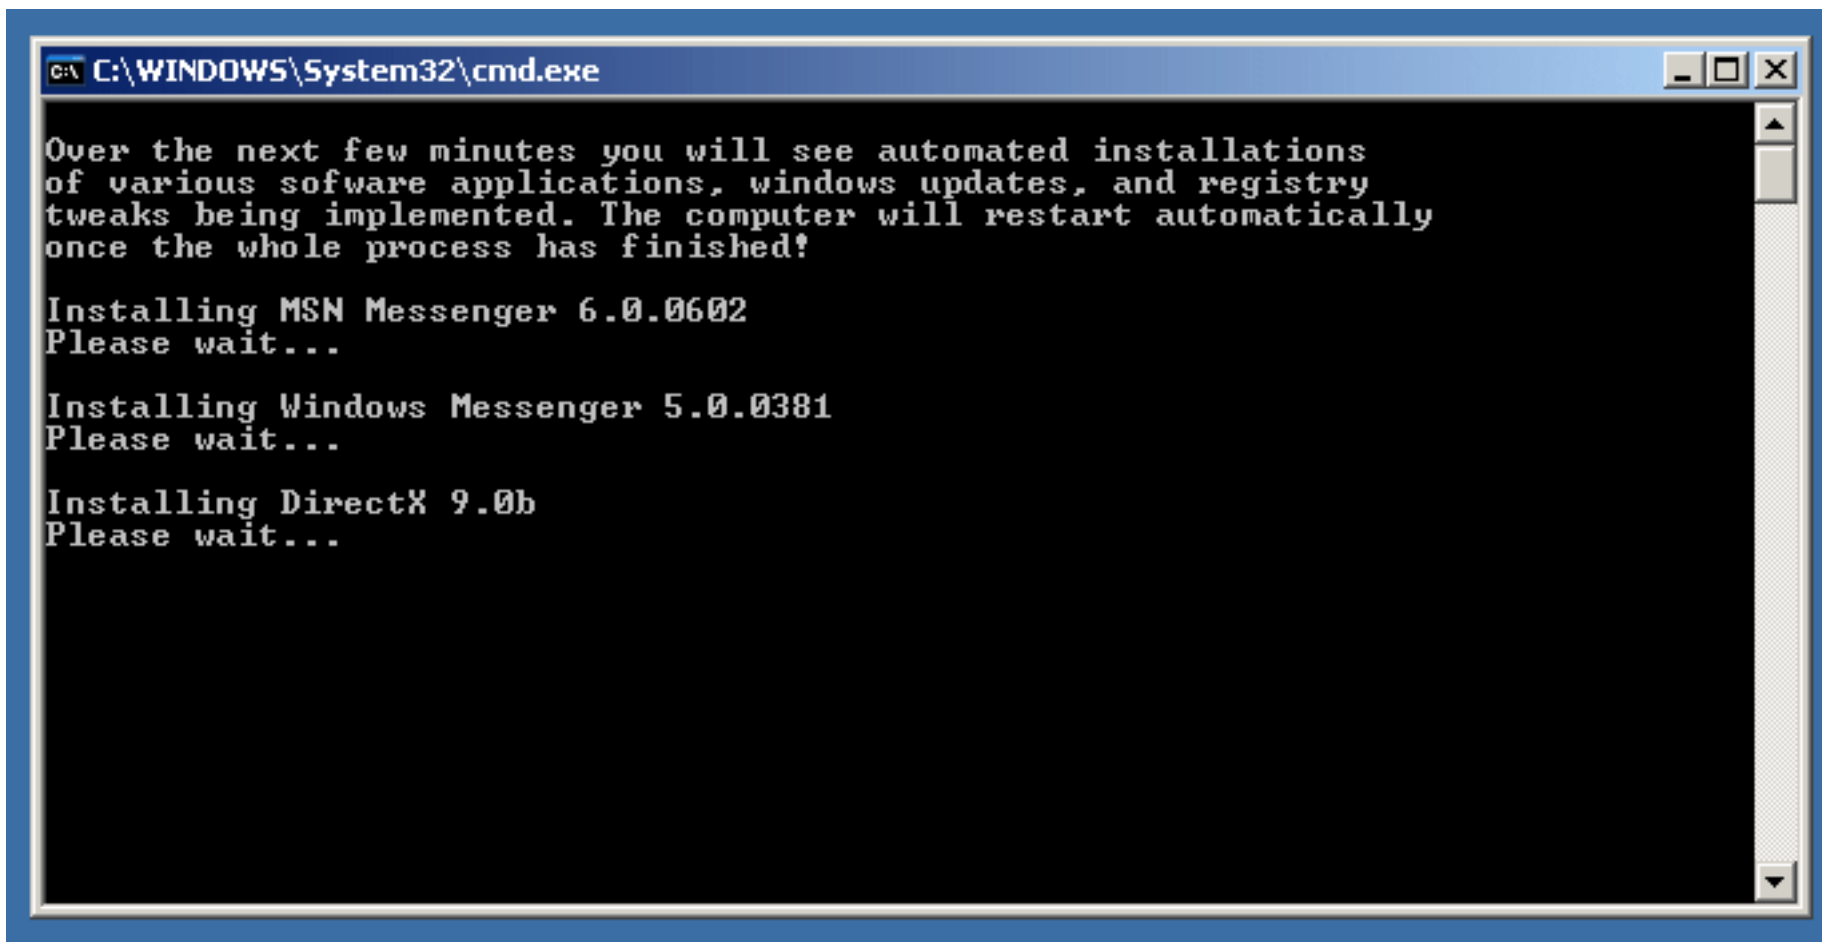 C:\WINDOWS\System32\cmd.exe
Over the next few minutes you will see automated installations
of various sofware applications, windows updates, and registry
tweaks being implemented. The computer will restart automatically
once the whole process has finished!
Installing MSN Messenger 6.0.0602
Please wait...
Installing Windows Messenger 5.0.0381
Please wait...
Installing DirectX 9.0b
Please wait...